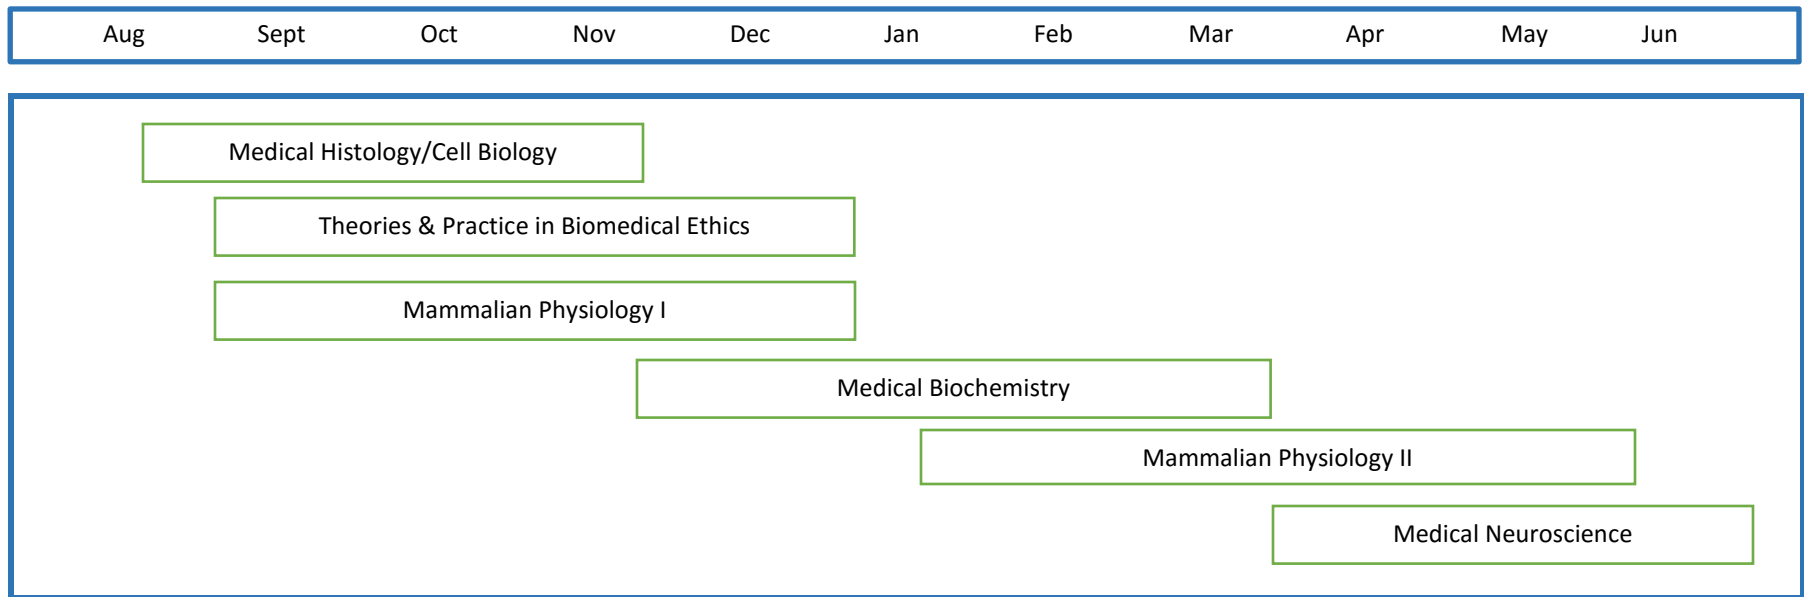 Aug Sept Oct Nov Dec Jan Feb Mar Apr May Jun
Medical Histology/Cell Biology
Theories & Practice in Biomedical Ethics
Mammalian Physiology I
Medical Biochemistry
Mammalian Physiology II
Medical Neuroscience